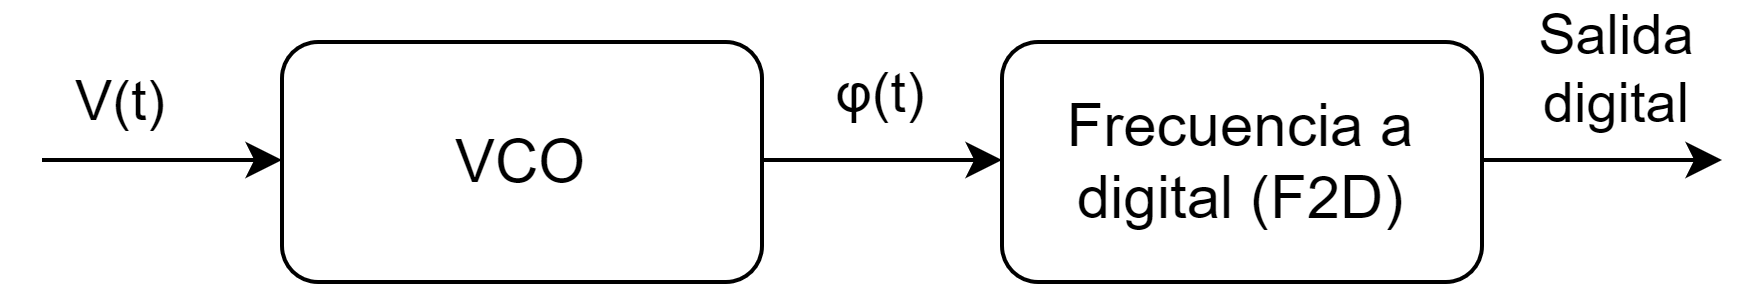 V(t)
VCO
φ(t)
Frecuencia a
digital (F2D)
Salida
digital